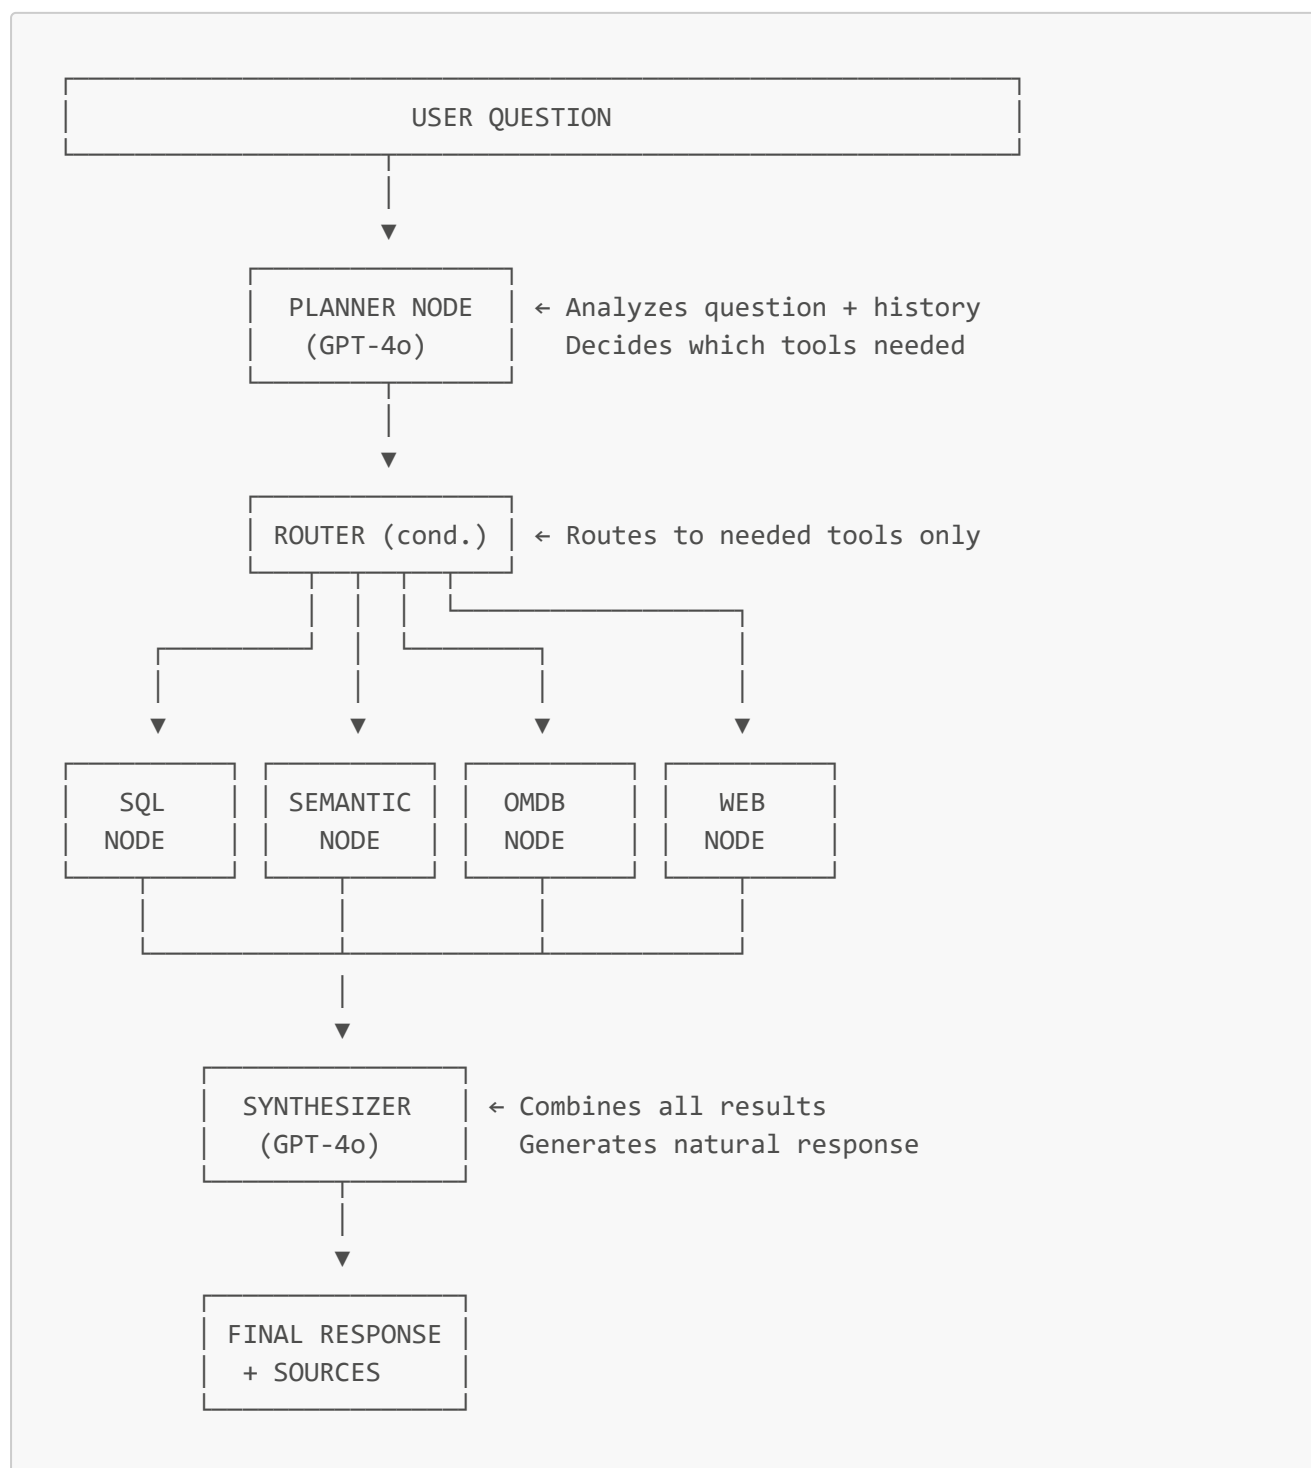 USER QUESTION
PLANNER NODE ← Analyzes question + history
(GPT-4o) Decides which tools needed
ROUTER (cond.) ← Routes to needed tools only
SQL SEMANTIC OMDB WEB
NODE NODE NODE NODE
SYNTHESIZER ← Combines all results
(GPT-4o) Generates natural response
FINAL RESPONSE
+ SOURCES